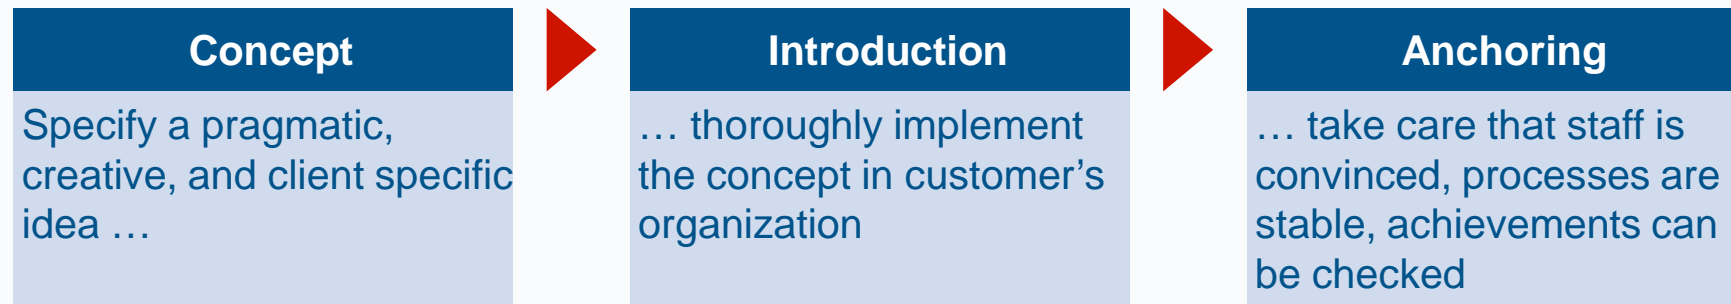 Concept
Specify a pragmatic,
creative, and client specific
idea …
Introduction
… thoroughly implement
the concept in customer’s
organization
Anchoring
… take care that staff is
convinced, processes are
stable, achievements can
be checked